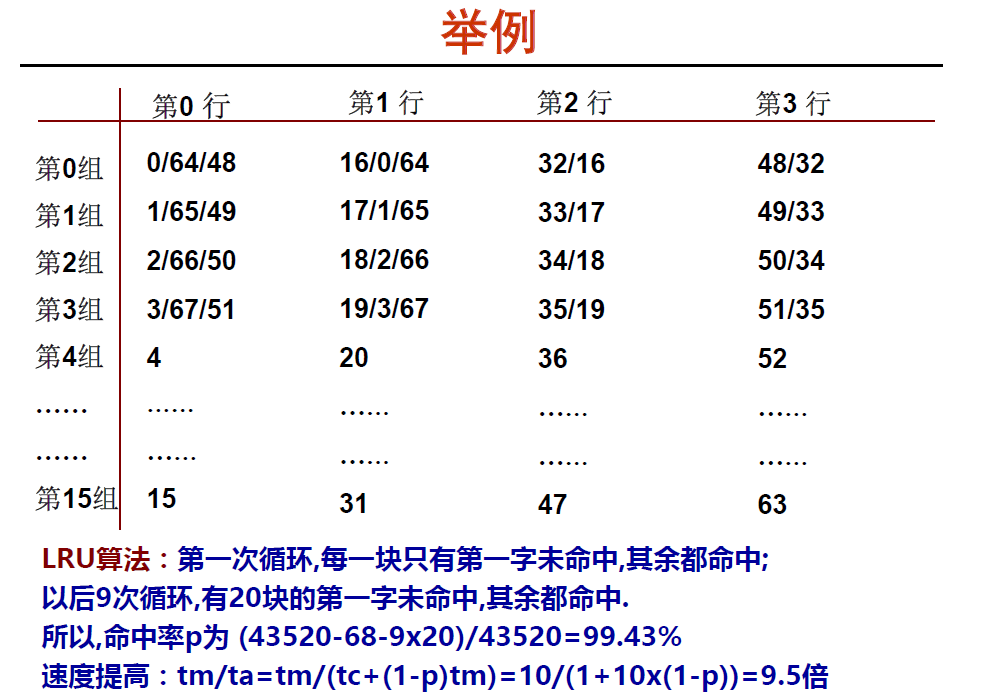 举例
第0 行 第1 行 第2 行 第3 行
第0组 0/64/48 16/0/64 32/16 48/32
第1组 1/65/49 17/1/65 33/17 49/33
第2组 2/66/50 18/2/66 34/18 50/34
第3组 3/67/51 19/3/67 35/19 51/35
第4组 4 20 36 52
…… …… …… …… ……
…… …… …… …… ……
第15组 15 31 47 63
LRU算法：第一次循环,每一块只有第一字未命中,其余都命中;
以后9次循环,有20块的第一字未命中,其余都命中.
所以,命中率p为 (43520-68-9x20)/43520=99.43%
速度提高：tm/ta=tm/(tc+(1-p)tm)=10/(1+10x(1-p))=9.5倍